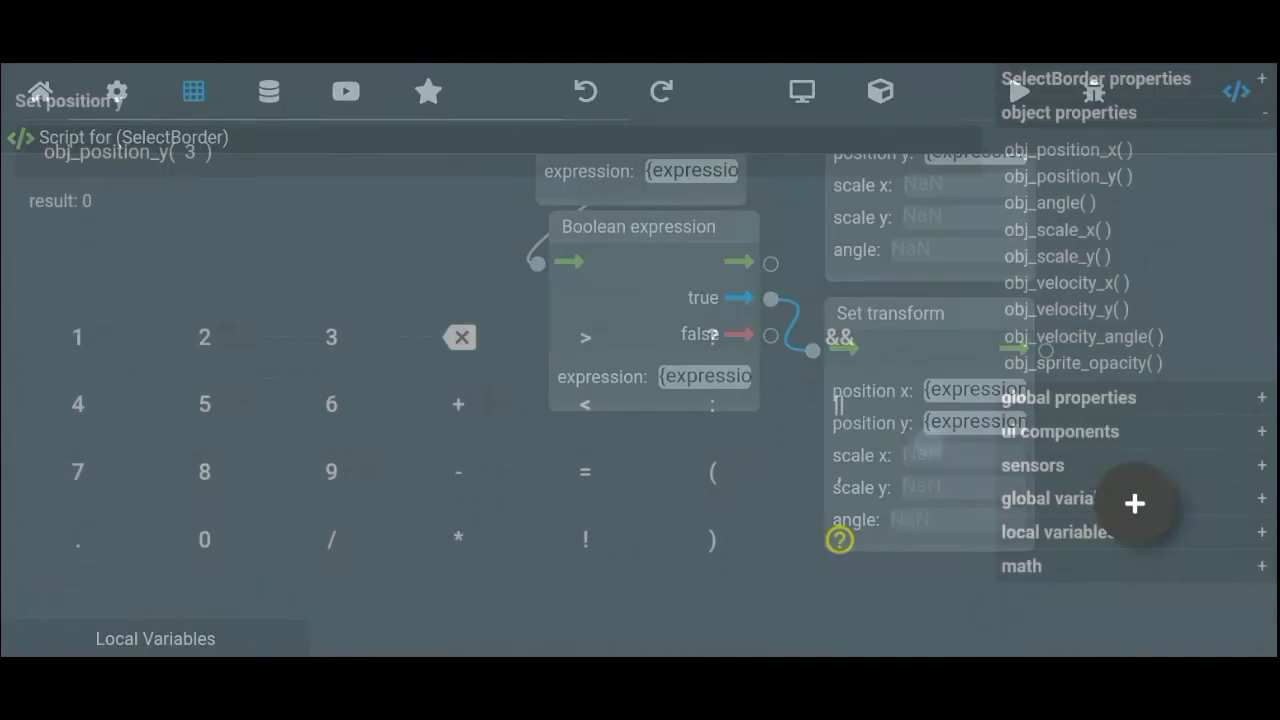 SelectBorder properties +
Set position y
object properties -
</> Script for (SelectBorder)
obj_position_y( 3 )
result: 0
expression: {expressio
Boolean expression
true
false
expression: {expressio
position y: {expression
scale x: NaN
scale y: NaN
angle: NaN
Set transform
position x: {expression
position y: {expression
scale x: NaN
scale y: NaN
angle: NaN
obj_position_x( )
obj_position_y( )
obj_angle( )
obj_scale_x( )
obj_scale_y( )
obj_velocity_x( )
obj_velocity_y( )
obj_velocity_angle( )
obj_sprite_opacity( )
global properties +
ui components +
sensors +
global varia +
local variables +
math +
1 2 3 > ? &&
4 5 6 + < : ||
7 8 9 - = ( ,
. 0 / * ! ) ?
Local Variables